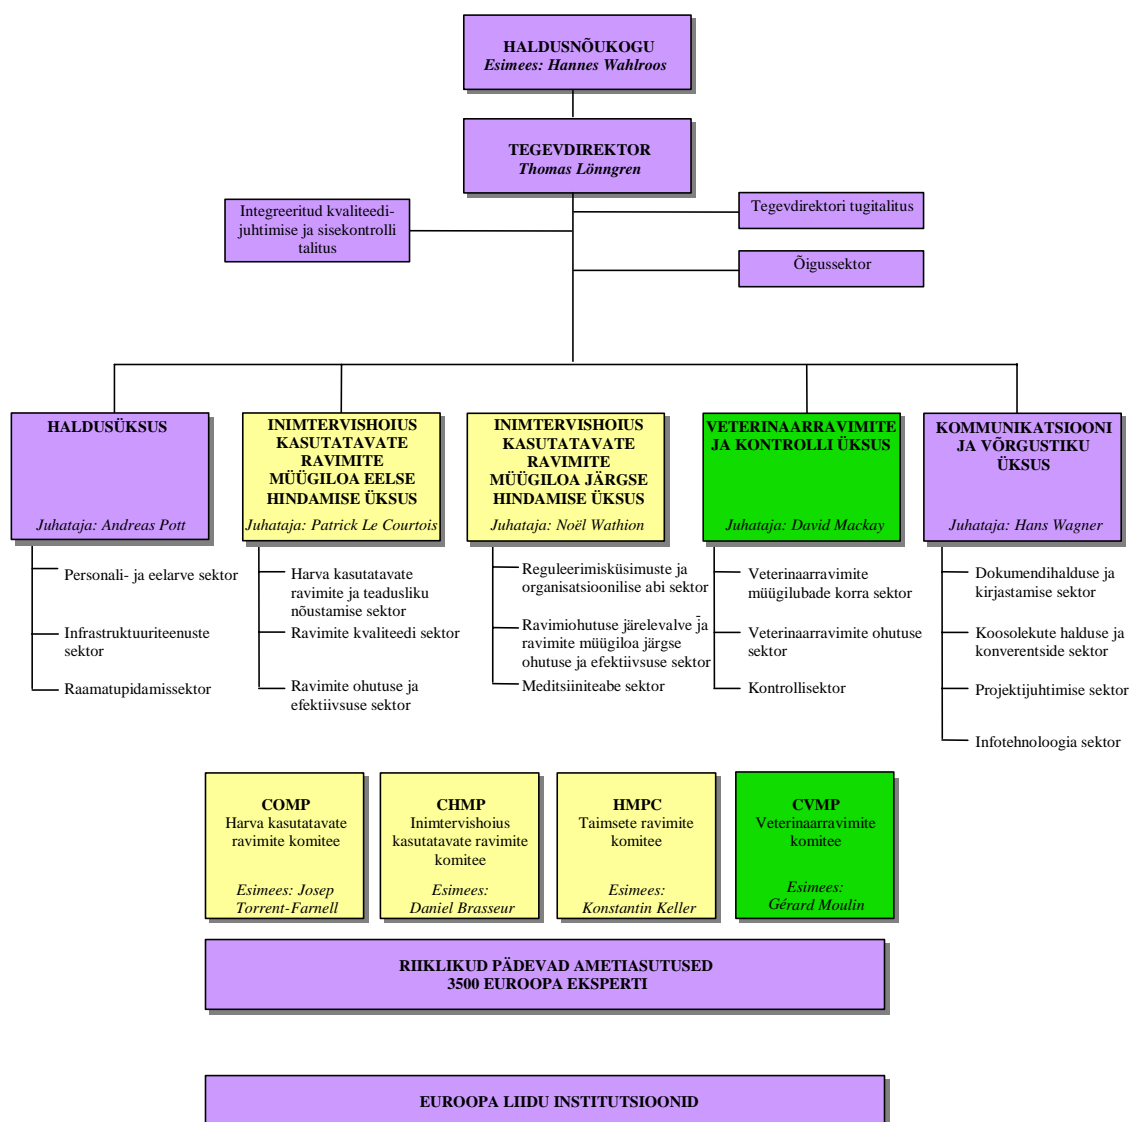 HALDUSNÕUKOGU
Esimees: Hannes Wahlroos
TEGEVDIREKTOR
Thomas Lönngren
Integreeritud kvaliteedi-
juhtimise ja sisekontrolli
talitus
Tegevdirektori tugitalitus
Õigussektor
HALDUSÜKSUS
Juhataja: Andreas Pott
INIMTERVISHOIUS
KASUTATAVATE
RAVIMITE
MÜÜGILOA EELSE
HINDAMISE ÜKSUS
Juhataja: Patrick Le Courtois
INIMTERVISHOIUS
KASUTATAVATE
RAVIMITE
MÜÜGILOA JÄRGSE
HINDAMISE ÜKSUS
Juhataja: Noël Wathion
VETERINAARRAVIMITE
JA KONTROLLI ÜKSUS
Juhataja: David Mackay
KOMMUNIKATSIOONI
JA VÕRGUSTIKU
ÜKSUS
Juhataja: Hans Wagner
Personali- ja eelarve sektor
Infrastruktuuriteenuste
sektor
Raamatupidamissektor
Harva kasutatavate
ravimite ja teadusliku
nõustamise sektor
Ravimite kvaliteedi sektor
Ravimite ohutuse ja
efektiivsuse sektor
Reguleerimisküsimuste ja
organisatsioonilise abi sektor
Ravimiohutuse järelevalve ja
ravimite müügiloa järgse
ohutuse ja efektiivsuse sektor
Meditsiiniteabe sektor
Veterinaarravimite
müügilubade korra sektor
Veterinaarravimite ohutuse
sektor
Kontrollisektor
Dokumendihalduse ja
kirjastamise sektor
Koosolekute halduse ja
konverentside sektor
Projektijuhtimise sektor
Infotehnoloogia sektor
COMP
Harva kasutatavate
ravimite komitee
Esimees: Josep
Torrent-Farnell
CHMP
Inimtervishoius
kasutatavate ravimite
komitee
Esimees:
Daniel Brasseur
HMPC
Taimsete ravimite
komitee
Esimees:
Konstantin Keller
CVMP
Veterinaarravimite
komitee
Esimees:
Gérard Moulin
RIIKLIKUD PÄDEVAD AMETIASUTUSED
3500 EUROOPA EKSPERTI
EUROOPA LIIDU INSTITUTSIOONID